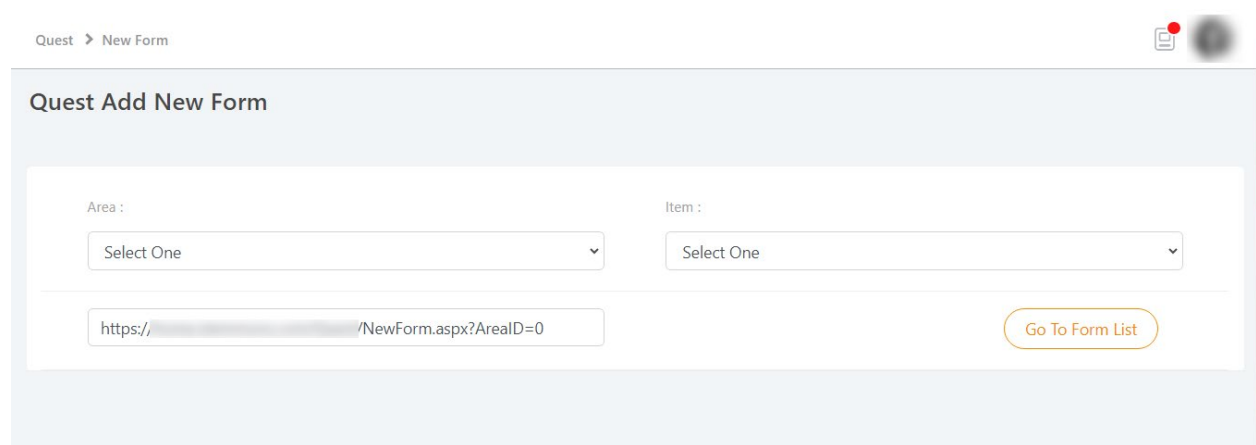 Quest > New Form
Quest Add New Form
Area : Item :
Select One Select One
https:/ /NewForm.aspx?AreaID=0 Go To Form List